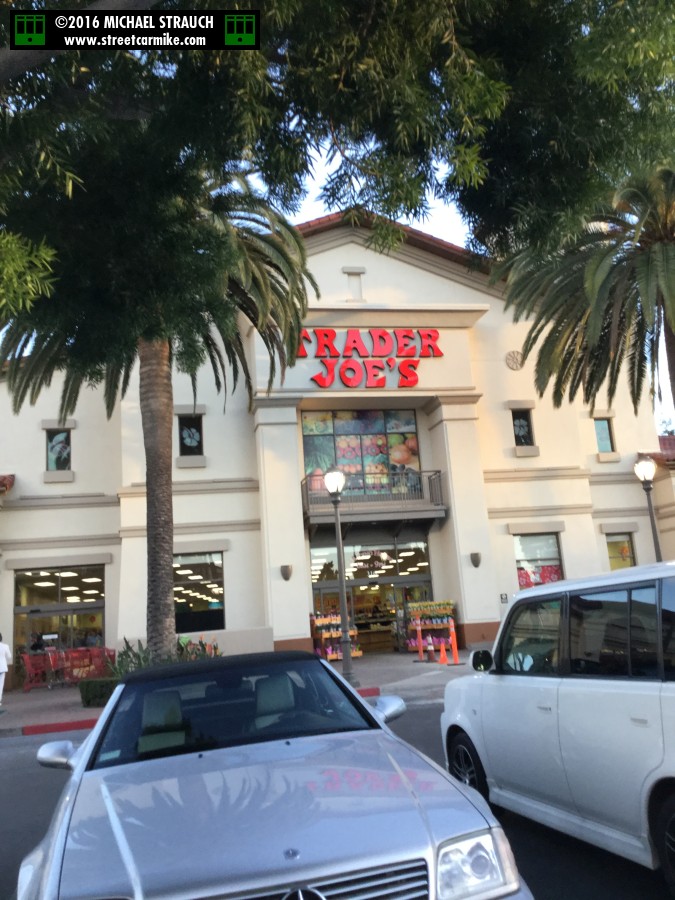 ©2016 MICHAEL STRAUCH
www.streetcarmike.com
TRADER
JOE'S